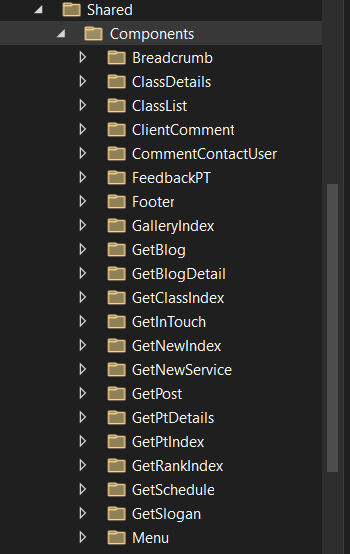 Shared
Components
Breadcrumb
ClassDetails
ClassList
ClientComment
CommentContactUser
FeedbackPT
Footer
GalleryIndex
GetBlog
GetBlogDetail
GetClassIndex
GetInTouch
GetNewIndex
GetNewService
GetPost
GetPtDetails
GetPtIndex
GetRankIndex
GetSchedule
GetSlogan
Menu